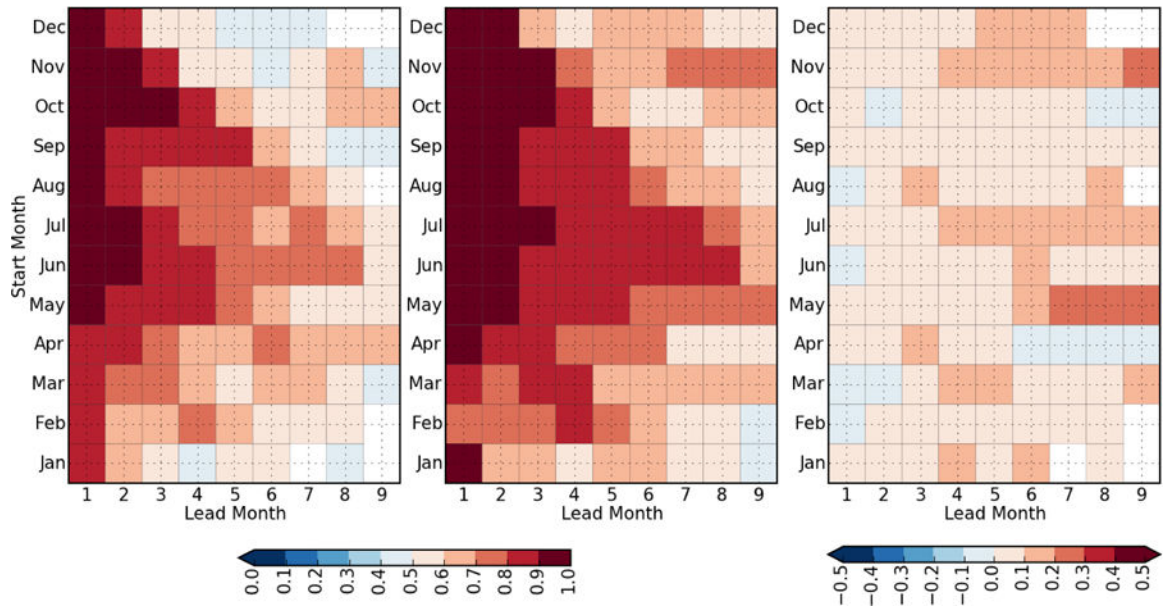 Dec
Nov
Oct
Sep
Aug
Jul
Jun
May
Apr
Mar
Feb
Jan
Start Month
1 2 3 4 5 6 7 8 9
Lead Month
Dec
Nov
Oct
Sep
Aug
Jul
Jun
May
Apr
Mar
Feb
Jan
1 2 3 4 5 6 7 8 9
Lead Month
Dec
Nov
Oct
Sep
Aug
Jul
Jun
May
Apr
Mar
Feb
Jan
1 2 3 4 5 6 7 8 9
Lead Month
0.0 0.1 0.2 0.3 0.4 0.5 0.6 0.7 0.8 0.9 1.0
−0.5 −0.4 −0.3 −0.2 −0.1 0.0 0.1 0.2 0.3 0.4 0.5